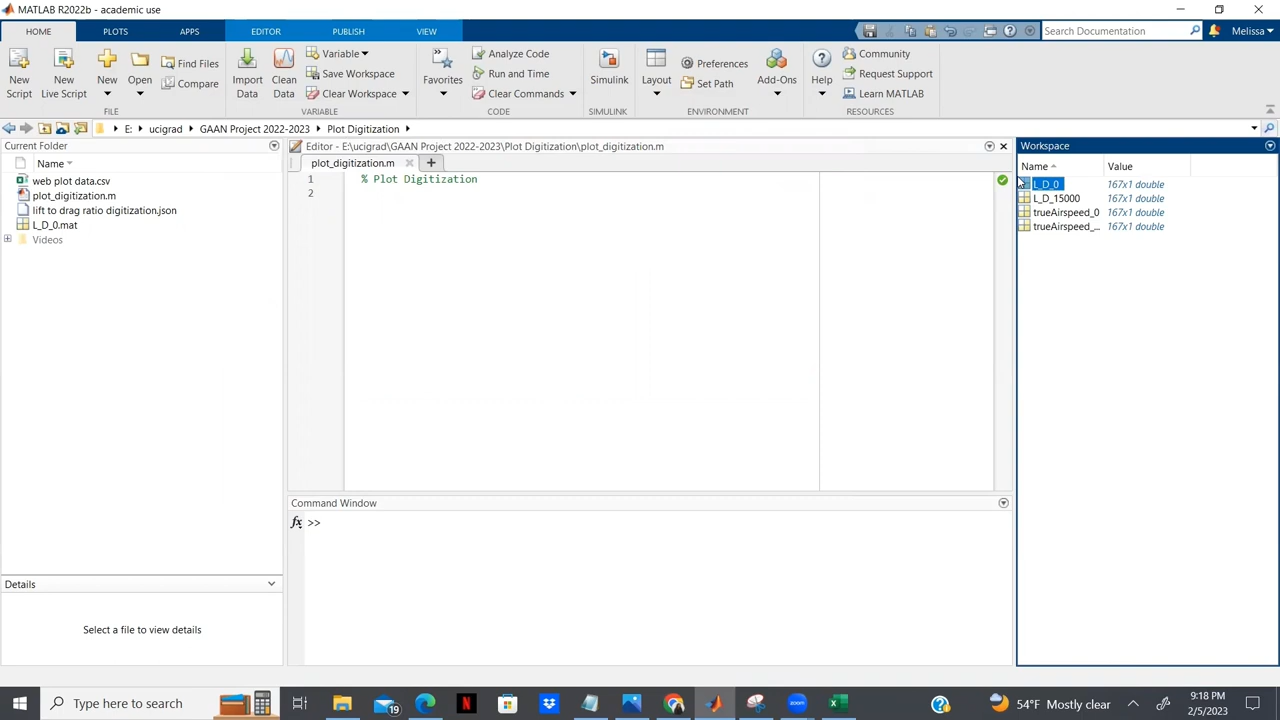 MATLAB R2022b - academic use
HOME PLOTS APPS EDITOR PUBLISH VIEW Search Documentation Melissa
New Script
New Live Script
New
Open
Find Files
Compare
FILE
Import Data
Clean Data
Variable
Save Workspace
Clear Workspace
VARIABLE
Favorites
Analyze Code
Run and Time
Clear Commands
CODE
Simulink
SIMULINK
Layout
Preferences
Set Path
Add-Ons
ENVIRONMENT
Help
Community
Request Support
Learn MATLAB
RESOURCES
E: ucigrad GAAN Project 2022-2023 Plot Digitization
Current Folder
Name
web plot data.csv
plot_digitization.m
lift to drag ratio digitization.json
L_D_0.mat
Videos
Details
Select a file to view details
Editor - E:\ucigrad\GAAN Project 2022-2023\Plot Digitization\plot_digitization.m
plot_digitization.m
1 % Plot Digitization
2
Command Window
fx >>
Workspace
Name Value
L_D_0 167x1 double
L_D_15000 167x1 double
trueAirspeed_0 167x1 double
trueAirspeed_... 167x1 double
Type here to search
19
zoom
54°F Mostly clear
9:18 PM
2/5/2023